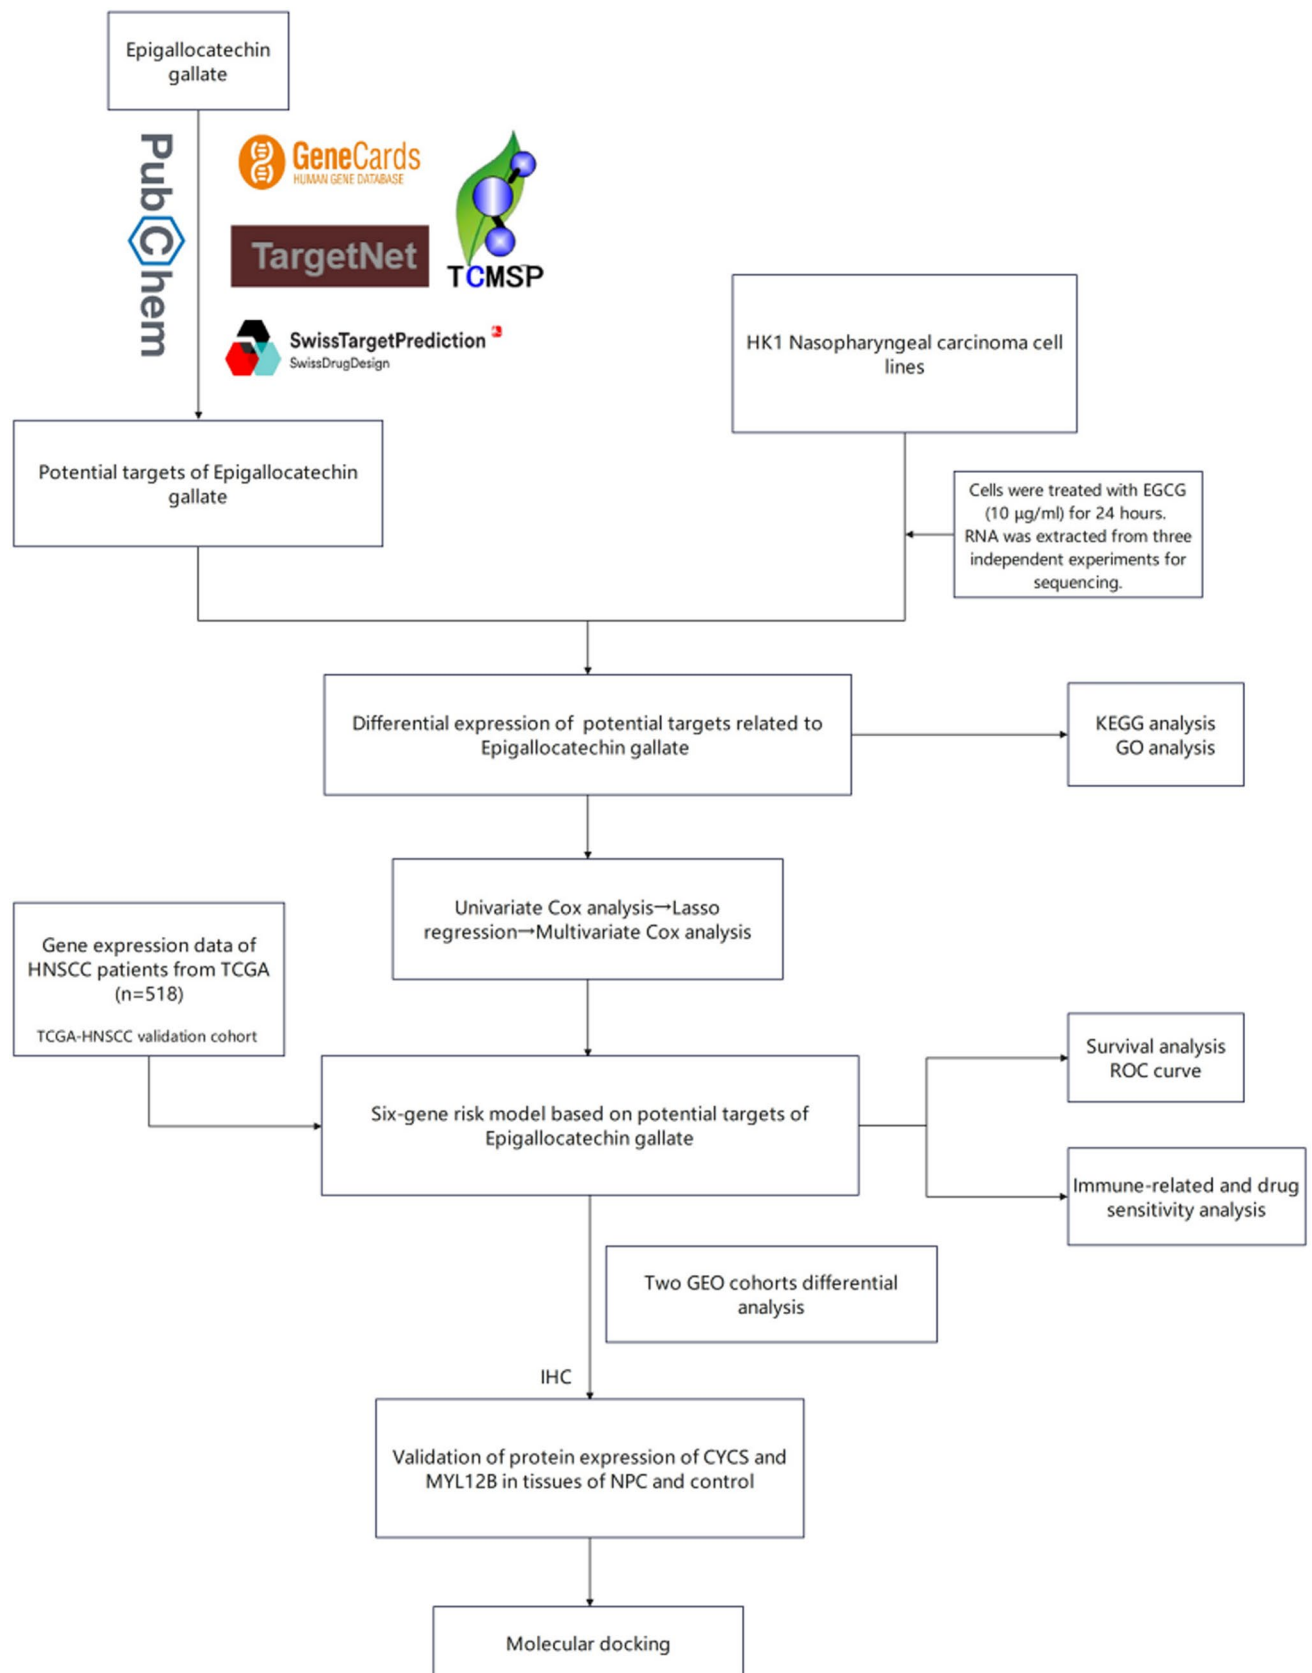 Epigallocatechin
gallate
PubChem
GeneCards
HUMAN GENE DATABASE
TargetNet
TCMSP
SwissTargetPrediction
SwissDrugDesign
HK1 Nasopharyngeal carcinoma cell
lines
Potential targets of Epigallocatechin
gallate
Cells were treated with EGCG
(10 μg/ml) for 24 hours.
RNA was extracted from three
independent experiments for
sequencing.
Differential expression of potential targets related to
Epigallocatechin gallate
KEGG analysis
GO analysis
Univariate Cox analysis→Lasso
regression→Multivariate Cox analysis
Gene expression data of
HNSCC patients from TCGA
(n=518)
TCGA-HNSCC validation cohort
Six-gene risk model based on potential targets of
Epigallocatechin gallate
Survival analysis
ROC curve
Immune-related and drug
sensitivity analysis
Two GEO cohorts differential
analysis
IHC
Validation of protein expression of CYCS and
MYL12B in tissues of NPC and control
Molecular docking